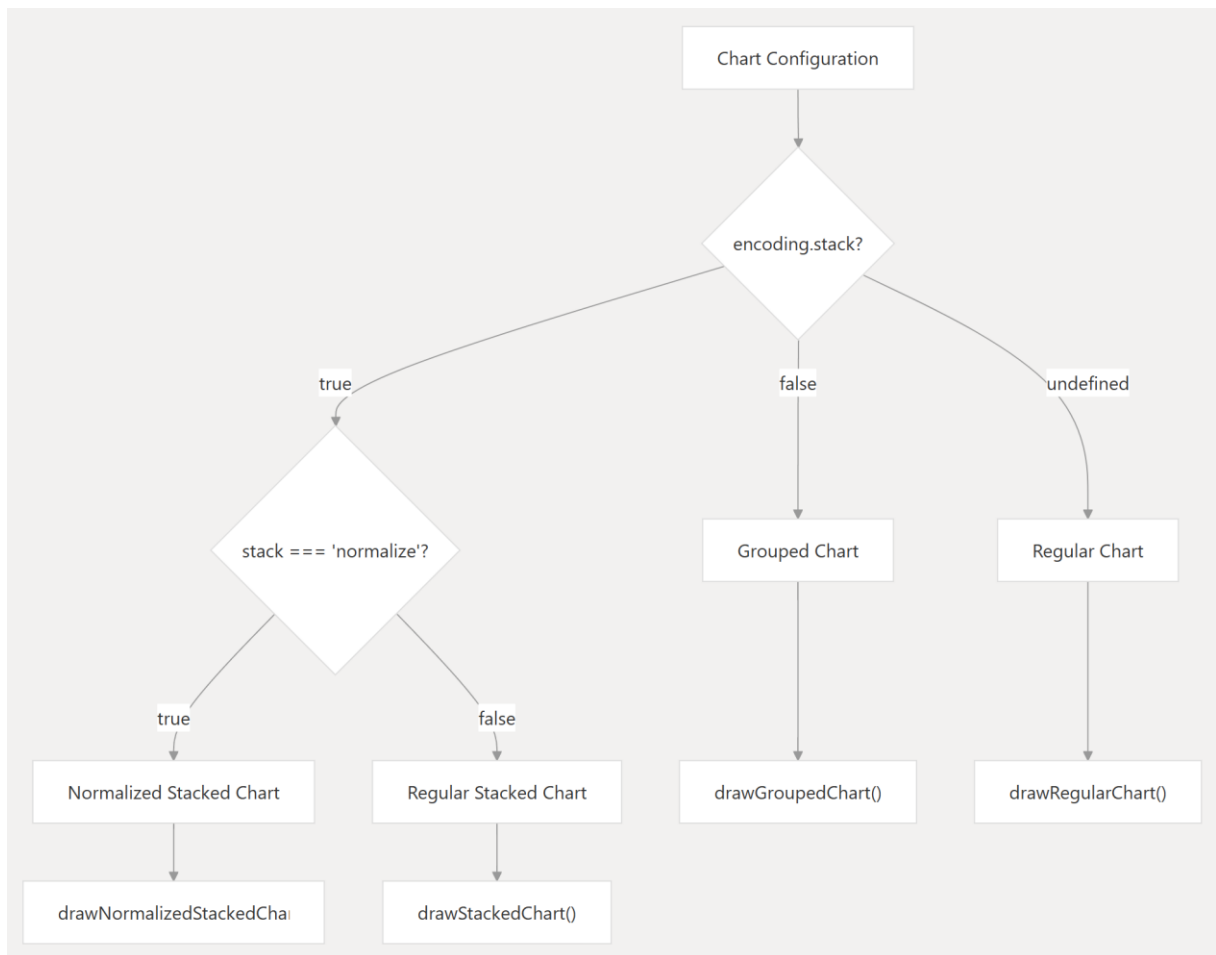 Chart Configuration
encoding.stack?
true
false
undefined
stack === 'normalize'?
Grouped Chart
Regular Chart
true
false
Normalized Stacked Chart
Regular Stacked Chart
drawGroupedChart()
drawRegularChart()
drawNormalizedStackedCha
drawStackedChart()